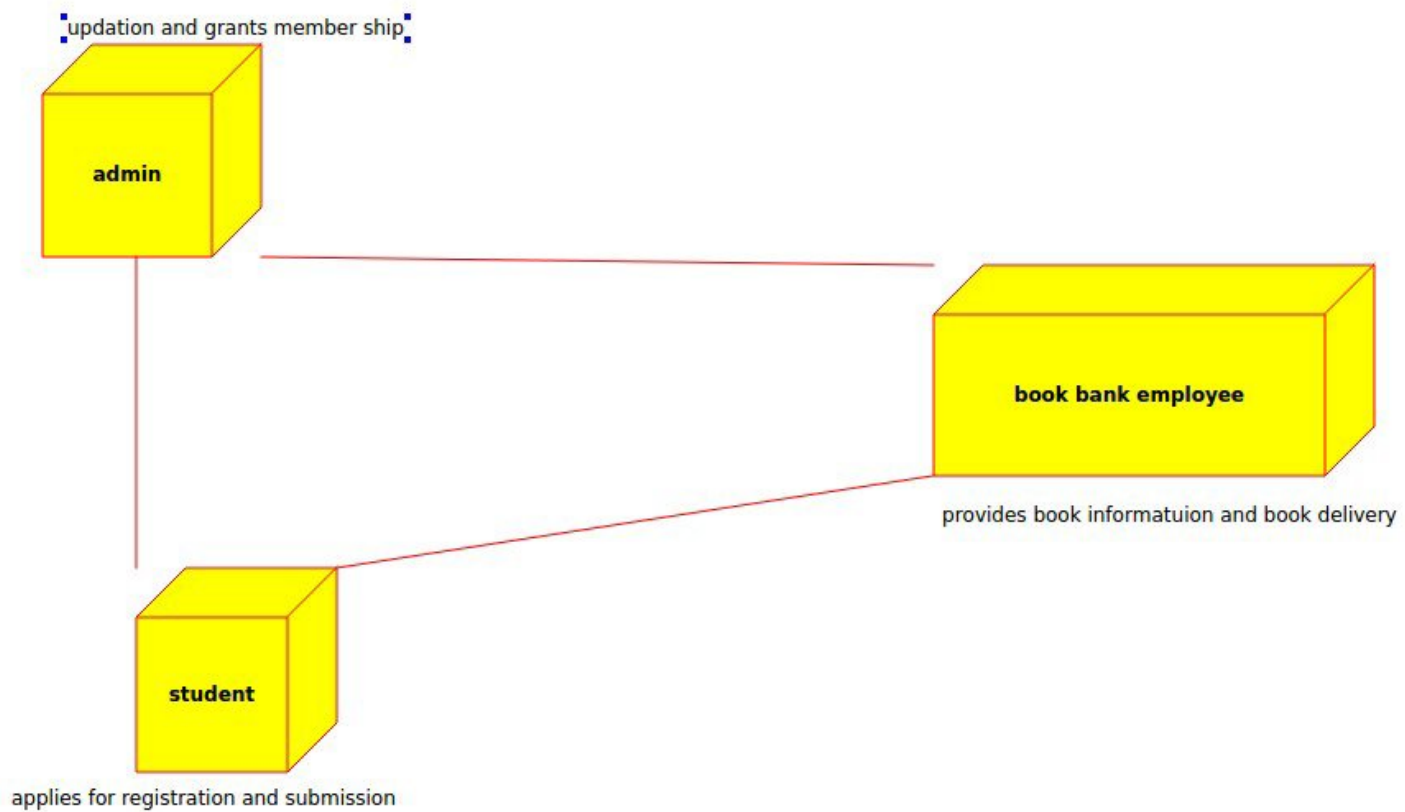 updation and grants member ship
admin
book bank employee
provides book informatuion and book delivery
student
applies for registration and submission